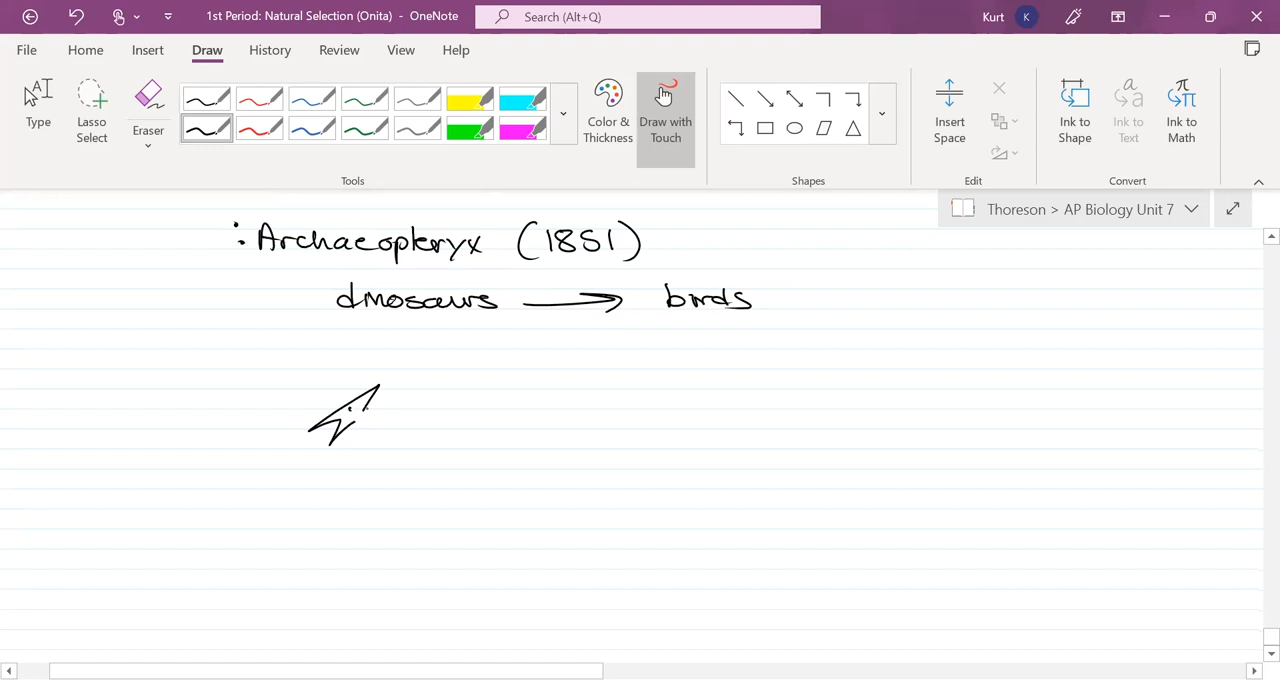 1st Period: Natural Selection (Onita) - OneNote
Search (Alt+Q)
Kurt
K
File Home Insert Draw History Review View Help
Type
Lasso Select
Eraser
Color & Thickness
Draw with Touch
Insert Space
Ink to Shape
Ink to Text
Ink to Math
Tools
Shapes
Edit
Convert
Thoreson > AP Biology Unit 7
Archaeopteryx (1851)
dinosaurs → birds